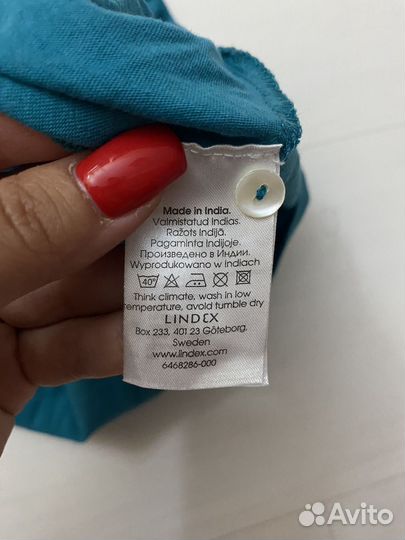 Made in India.
Valmistatud Indias.
Ražots Indijā.
Pagaminta Indijoje.
Произведено в Индии.
Wyprodukowano w Indiach
40°
Think climate, wash in low
temperature, avoid tumble dry
LINDEX
Box 233, 401 23 Göteborg,
Sweden
www.lindex.com
6468286-000
Avito